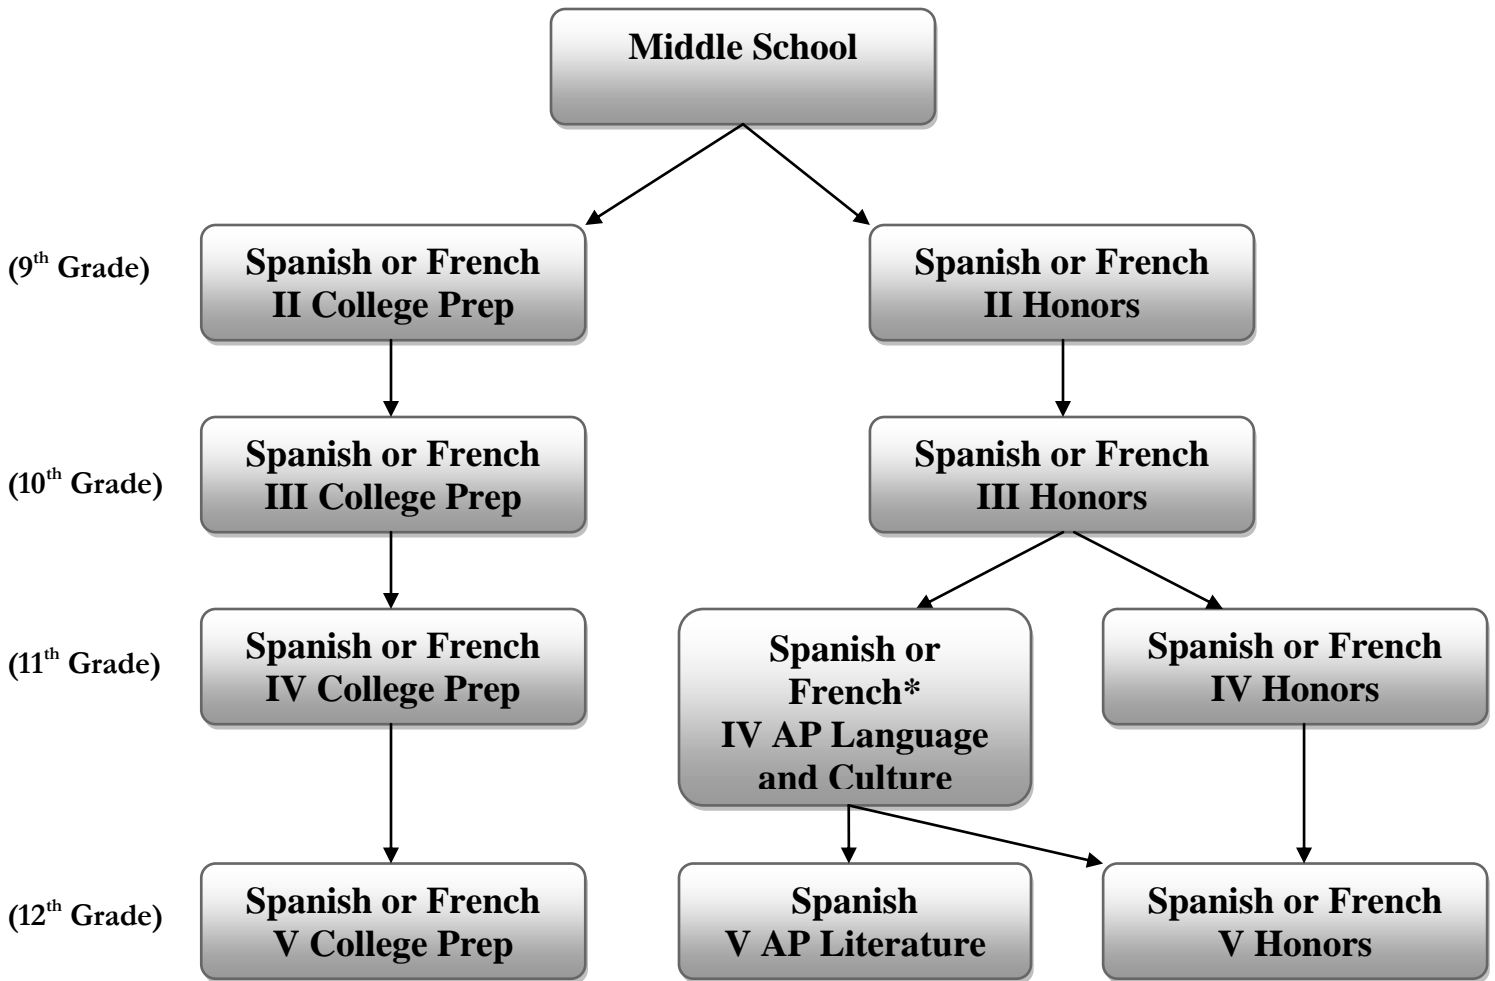 Middle School
(9th Grade)
Spanish or French
II College Prep
Spanish or French
II Honors
(10th Grade)
Spanish or French
III College Prep
Spanish or French
III Honors
(11th Grade)
Spanish or French
IV College Prep
Spanish or
French*
IV AP Language
and Culture
Spanish or French
IV Honors
(12th Grade)
Spanish or French
V College Prep
Spanish
V AP Literature
Spanish or French
V Honors